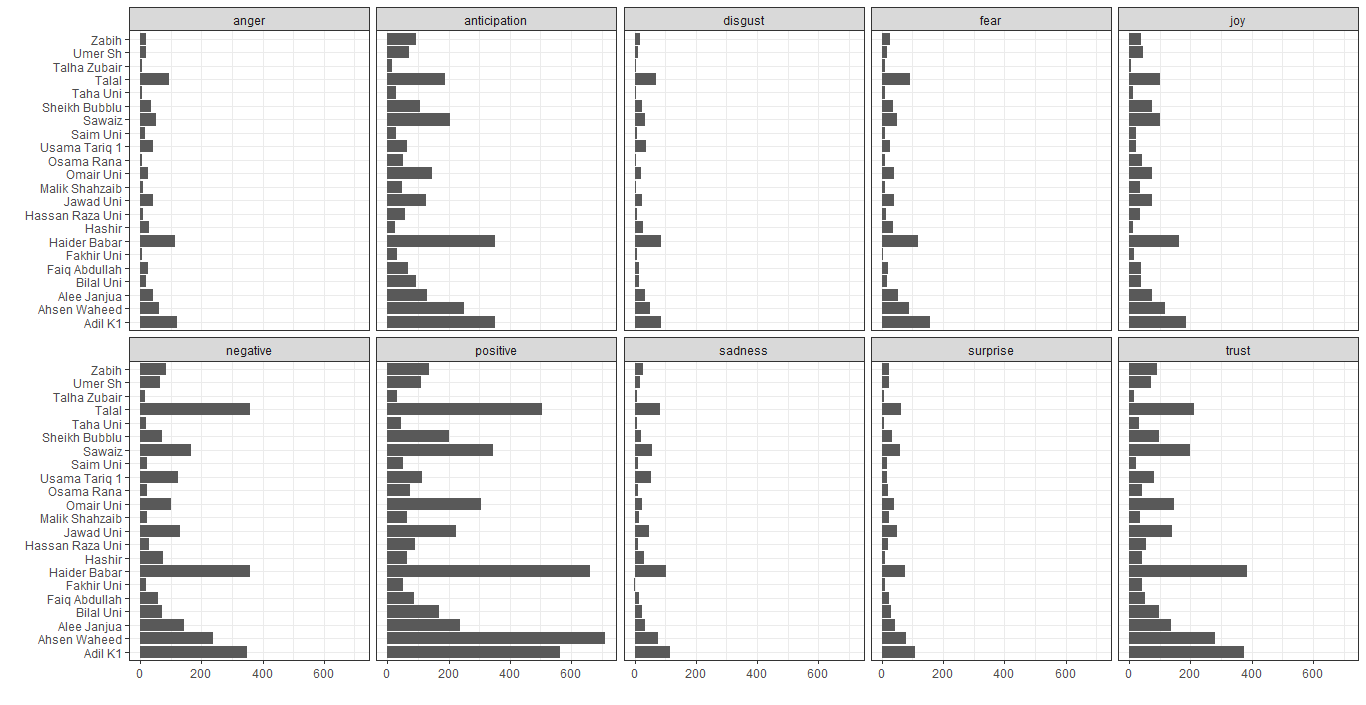 anger anticipation disgust fear joy
Zabih
Umer Sh
Talha Zubair
Talal
Taha Uni
Sheikh Bubblu
Sawaiz
Saim Uni
Usama Tariq 1
Osama Rana
Omair Uni
Malik Shahzaib
Jawad Uni
Hassan Raza Uni
Hashir
Haider Babar
Fakhir Uni
Faiq Abdullah
Bilal Uni
Alee Janjua
Ahsen Waheed
Adil K1
negative positive sadness surprise trust
Zabih
Umer Sh
Talha Zubair
Talal
Taha Uni
Sheikh Bubblu
Sawaiz
Saim Uni
Usama Tariq 1
Osama Rana
Omair Uni
Malik Shahzaib
Jawad Uni
Hassan Raza Uni
Hashir
Haider Babar
Fakhir Uni
Faiq Abdullah
Bilal Uni
Alee Janjua
Ahsen Waheed
Adil K1
0 200 400 600 0 200 400 600 0 200 400 600 0 200 400 600 0 200 400 600